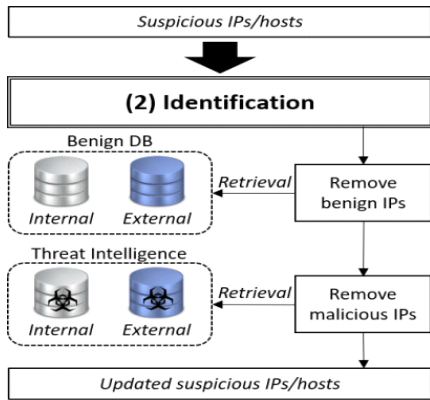 Suspicious IPs/hosts
(2) Identification
Benign DB
Internal External
Retrieval
Remove
benign IPs
Threat Intelligence
Internal External
Retrieval
Remove
malicious IPs
Updated suspicious IPs/hosts